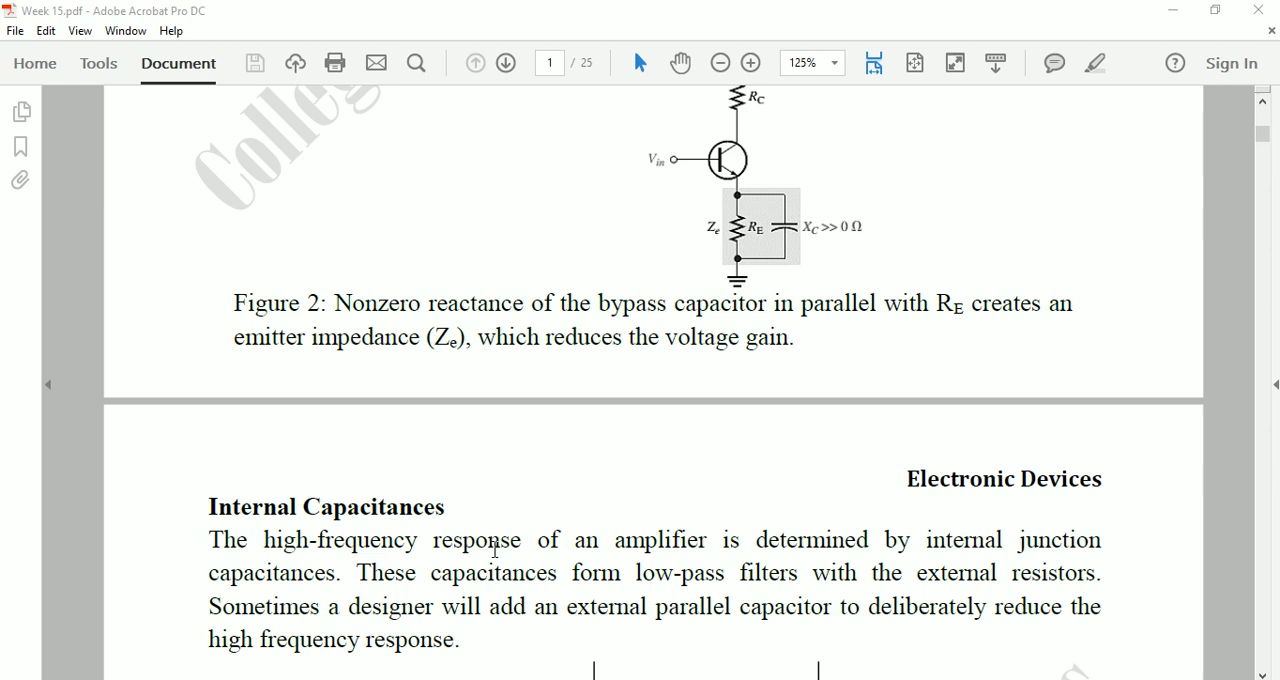 Week 15.pdf - Adobe Acrobat Pro DC
File Edit View Window Help
Home Tools Document 1 / 25 125% Sign In
College
RC
Vin
Ze RE XC >> 0 Ω
Figure 2: Nonzero reactance of the bypass capacitor in parallel with RE creates an
emitter impedance (Ze), which reduces the voltage gain.
Electronic Devices
Internal Capacitances
The high-frequency response of an amplifier is determined by internal junction
capacitances. These capacitances form low-pass filters with the external resistors.
Sometimes a designer will add an external parallel capacitor to deliberately reduce the
high frequency response.